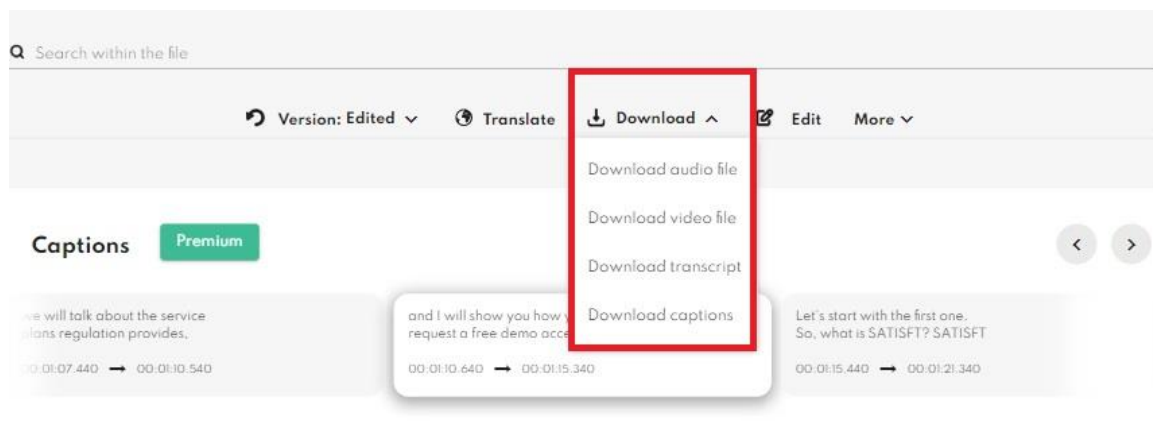 Search within the file
Version: Edited
Translate
Download
Edit
More
Download audio file
Download video file
Download transcript
Download captions
Captions
Premium
we will talk about the service
plans regulation provides,
00:01:07.440 → 00:01:10.540
and I will show you how
request a free demo
00:01:10.640 → 00:01:15.340
Let's start with the first one.
So, what is SATISFT? SATISFT
00:01:15.440 → 00:01:21.340